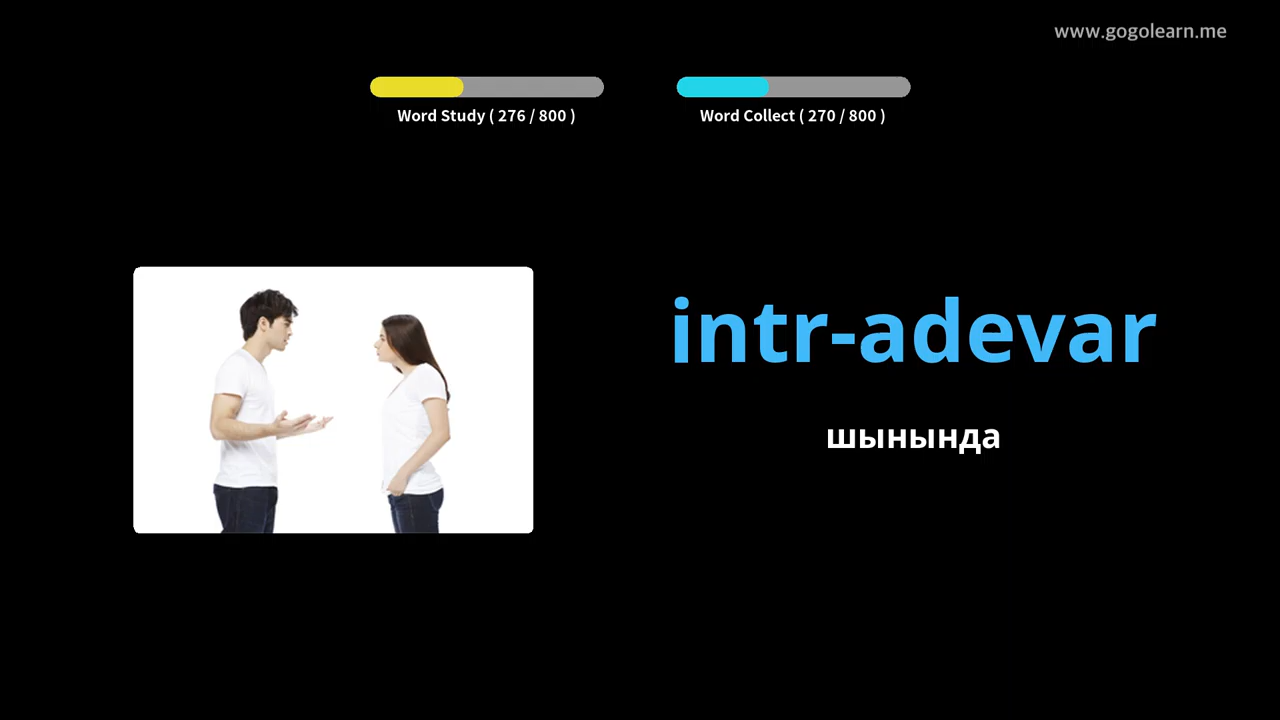 www.gogolearn.me
Word Study ( 276 / 800 )
Word Collect ( 270 / 800 )
intr-adevar
шынында